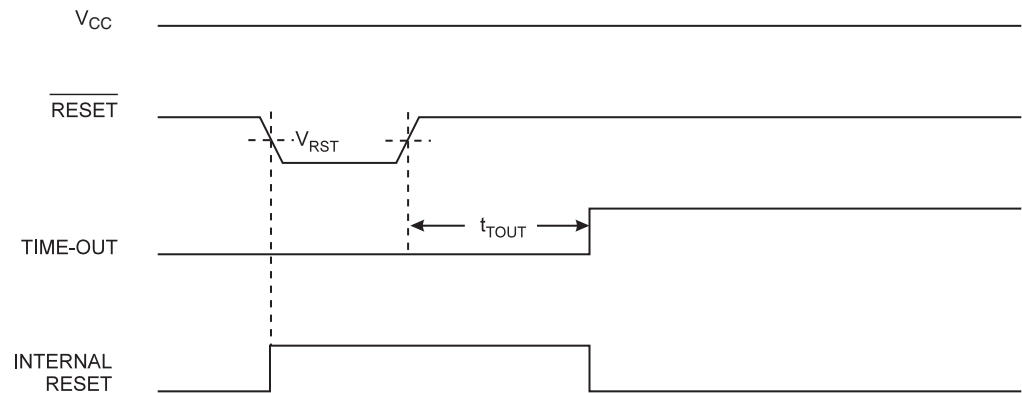 VCC
RESET
VRST
tTOUT
TIME-OUT
INTERNAL
RESET